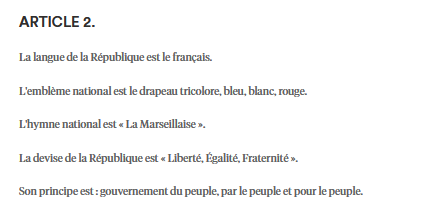 ARTICLE 2.
La langue de la République est le français.
L'emblème national est le drapeau tricolore, bleu, blanc, rouge.
L'hymne national est « La Marseillaise ».
La devise de la République est « Liberté, Égalité, Fraternité ».
Son principe est : gouvernement du peuple, par le peuple et pour le peuple.